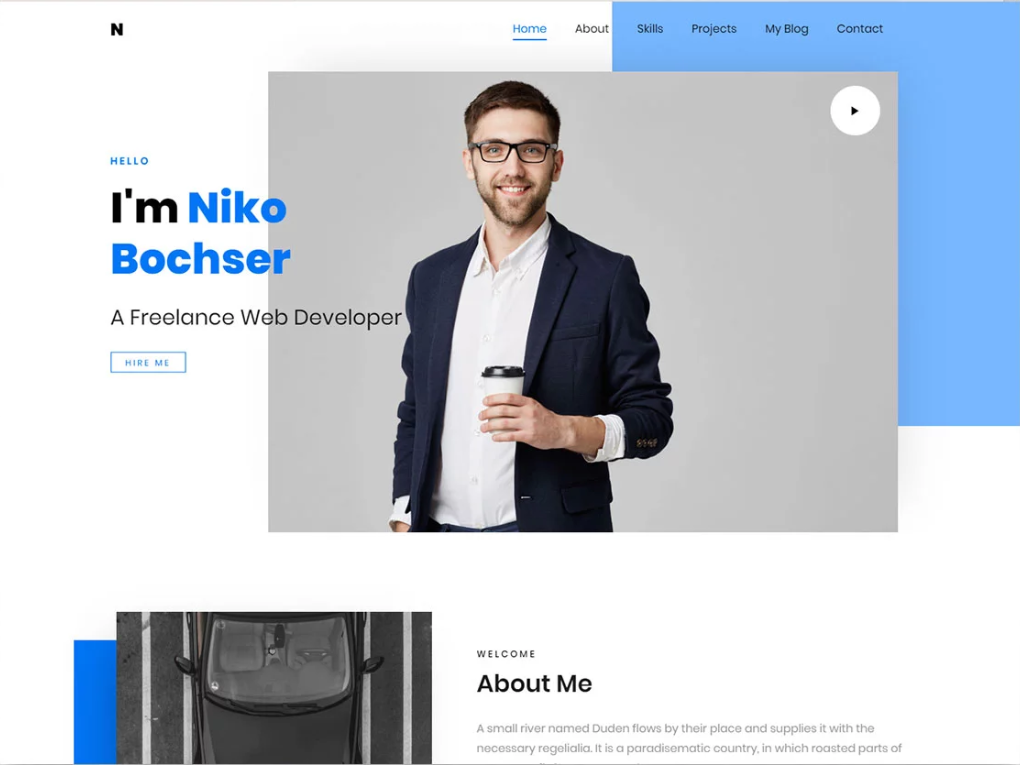 N
Home About Skills Projects My Blog Contact
HELLO
I'm Niko
Bochser
A Freelance Web Developer
HIRE ME
WELCOME
About Me
A small river named Duden flows by their place and supplies it with the
necessary regelialia. It is a paradisematic country, in which roasted parts of